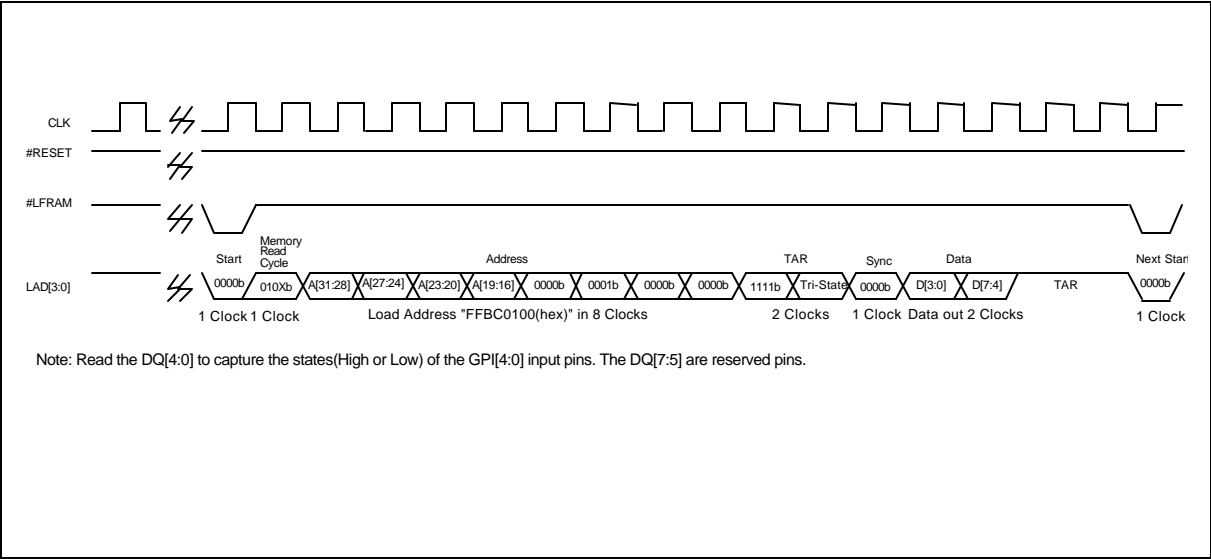 CLK
#RESET
#LFRAM
Start
Memory
Read
Cycle
Address
TAR
Sync
Data
Next Star
LAD[3:0]
0000b
010Xb
A[31:28]
A[27:24]
A[23:20]
A[19:16]
0000b
0001b
0000b
0000b
1111b
Tri-State
0000b
D[3:0]
D[7:4]
TAR
0000b
1 Clock
1 Clock
Load Address "FFBC0100(hex)" in 8 Clocks
2 Clocks
1 Clock
Data out 2 Clocks
1 Clock
Note: Read the DQ[4:0] to capture the states(High or Low) of the GPI[4:0] input pins. The DQ[7:5] are reserved pins.